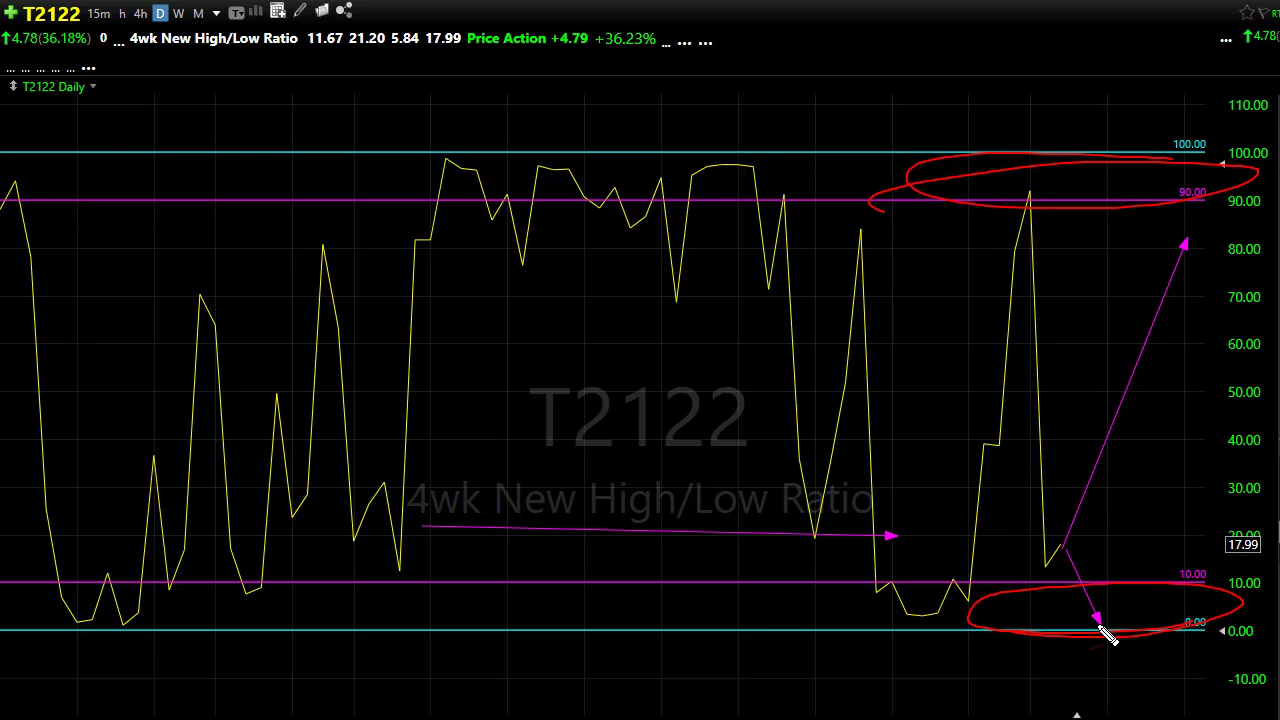 T2122 15m h 4h D W M T
4.78(36.18%) 0 ... 4wk New High/Low Ratio 11.67 21.20 5.84 17.99 Price Action +4.79 +36.23% ... ... ... ... 4.78(
... ... ... ... ... ...
T2122 Daily
110.00
100.00 100.00
90.00 90.00
80.00
70.00
60.00
50.00
T2122
40.00
30.00
4wk New High/Low Ratio
20.00
17.99
10.00 10.00
0.00 0.00
-10.00